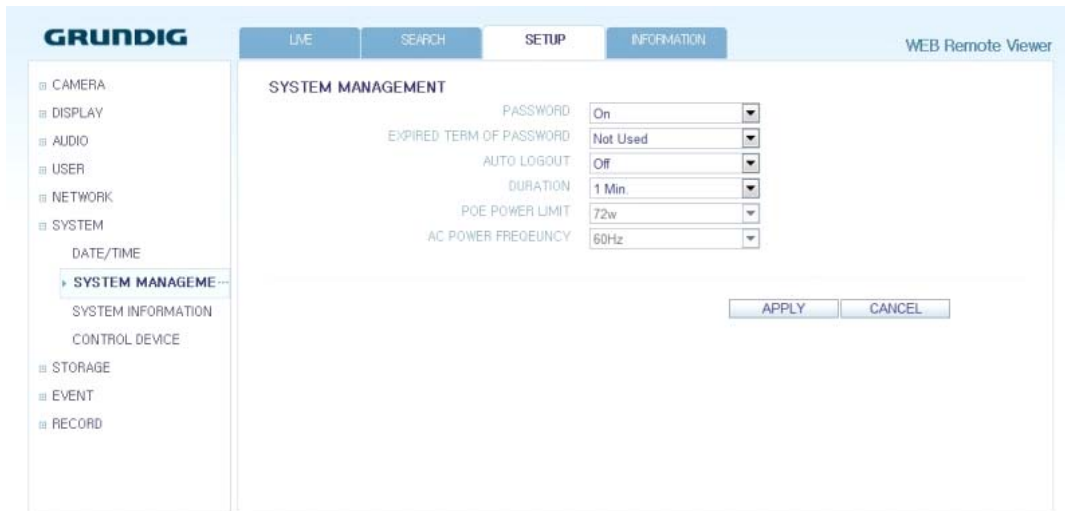 GRUNDIG
LIVE
SEARCH
SETUP
INFORMATION
WEB Remote Viewer
CAMERA
DISPLAY
AUDIO
USER
NETWORK
SYSTEM
DATE/TIME
SYSTEM MANAGEME...
SYSTEM INFORMATION
CONTROL DEVICE
STORAGE
EVENT
RECORD
SYSTEM MANAGEMENT
PASSWORD On
EXPIRED TERM OF PASSWORD Not Used
AUTO LOGOUT Off
DURATION 1 Min.
POE POWER LIMIT 72w
AC POWER FREQEUNCY 60Hz
APPLY CANCEL